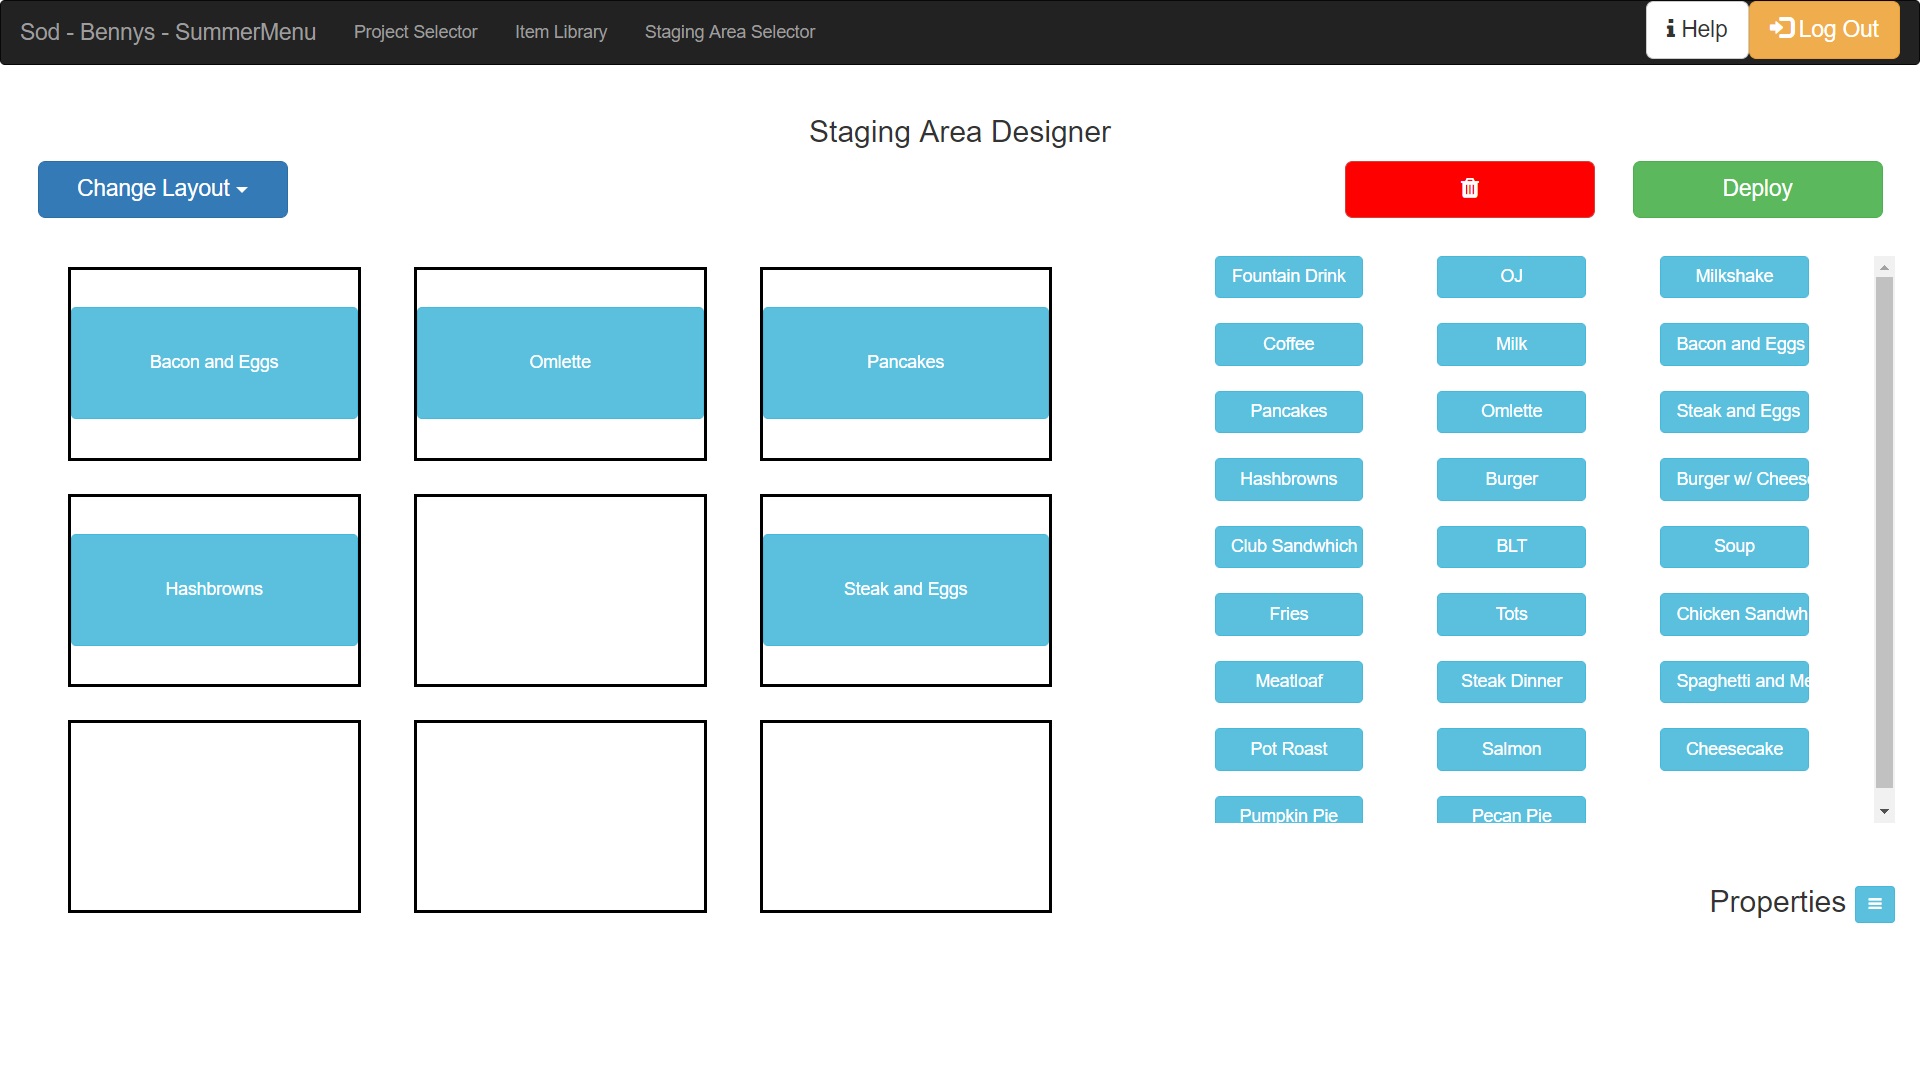 Sod - Bennys - SummerMenu Project Selector Item Library Staging Area Selector Help Log Out
Staging Area Designer
Change Layout Deploy
Bacon and Eggs Omlette Pancakes
Hashbrowns Steak and Eggs
Fountain Drink OJ Milkshake
Coffee Milk Bacon and Eggs
Pancakes Omlette Steak and Eggs
Hashbrowns Burger Burger w/ Chees
Club Sandwhich BLT Soup
Fries Tots Chicken Sandwh
Meatloaf Steak Dinner Spaghetti and Me
Pot Roast Salmon Cheesecake
Pumpkin Pie Pecan Pie
Properties